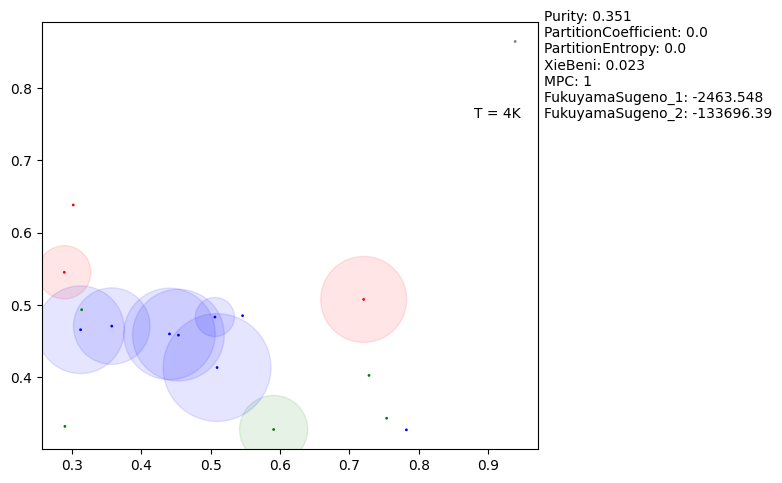 Purity: 0.351
PartitionCoefficient: 0.0
PartitionEntropy: 0.0
XieBeni: 0.023
MPC: 1
FukuyamaSugeno_1: -2463.548
FukuyamaSugeno_2: -133696.39
T = 4K
0.8
0.7
0.6
0.5
0.4
0.3 0.4 0.5 0.6 0.7 0.8 0.9